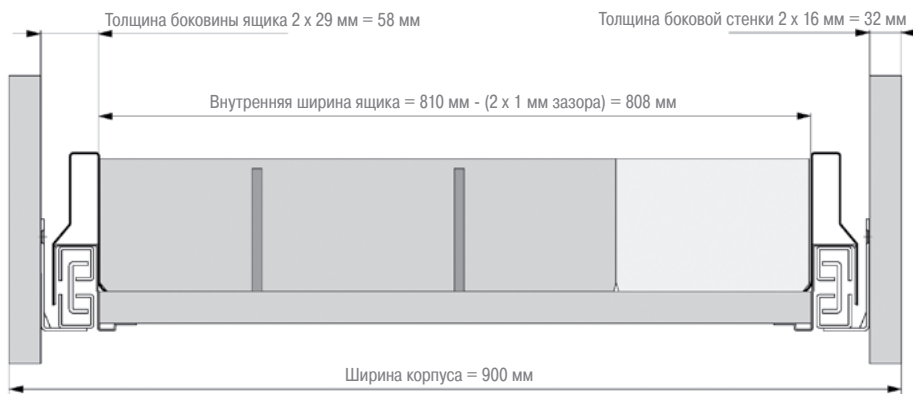 Толщина боковины ящика 2 x 29 мм = 58 мм
Толщина боковой стенки 2 x 16 мм = 32 мм
Внутренняя ширина ящика = 810 мм - (2 x 1 мм зазора) = 808 мм
Ширина корпуса = 900 мм